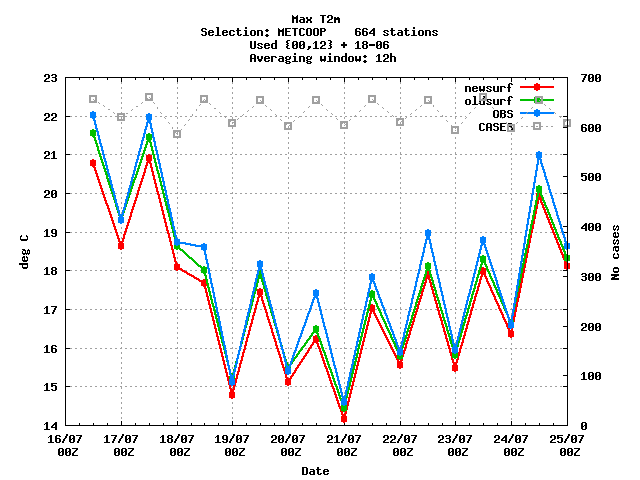 Max T2m
Selection: METCOOP    664 stations
Used {00,12} + 18-06
Averaging window: 12h
23 700
newsurf
oldsurf
OBS
CASES
22 600
21 500
20
19 400
18 300
17
16 200
15 100
14 0
deg C
No cases
16/07 17/07 18/07 19/07 20/07 21/07 22/07 23/07 24/07 25/07
00Z 00Z 00Z 00Z 00Z 00Z 00Z 00Z 00Z 00Z
Date